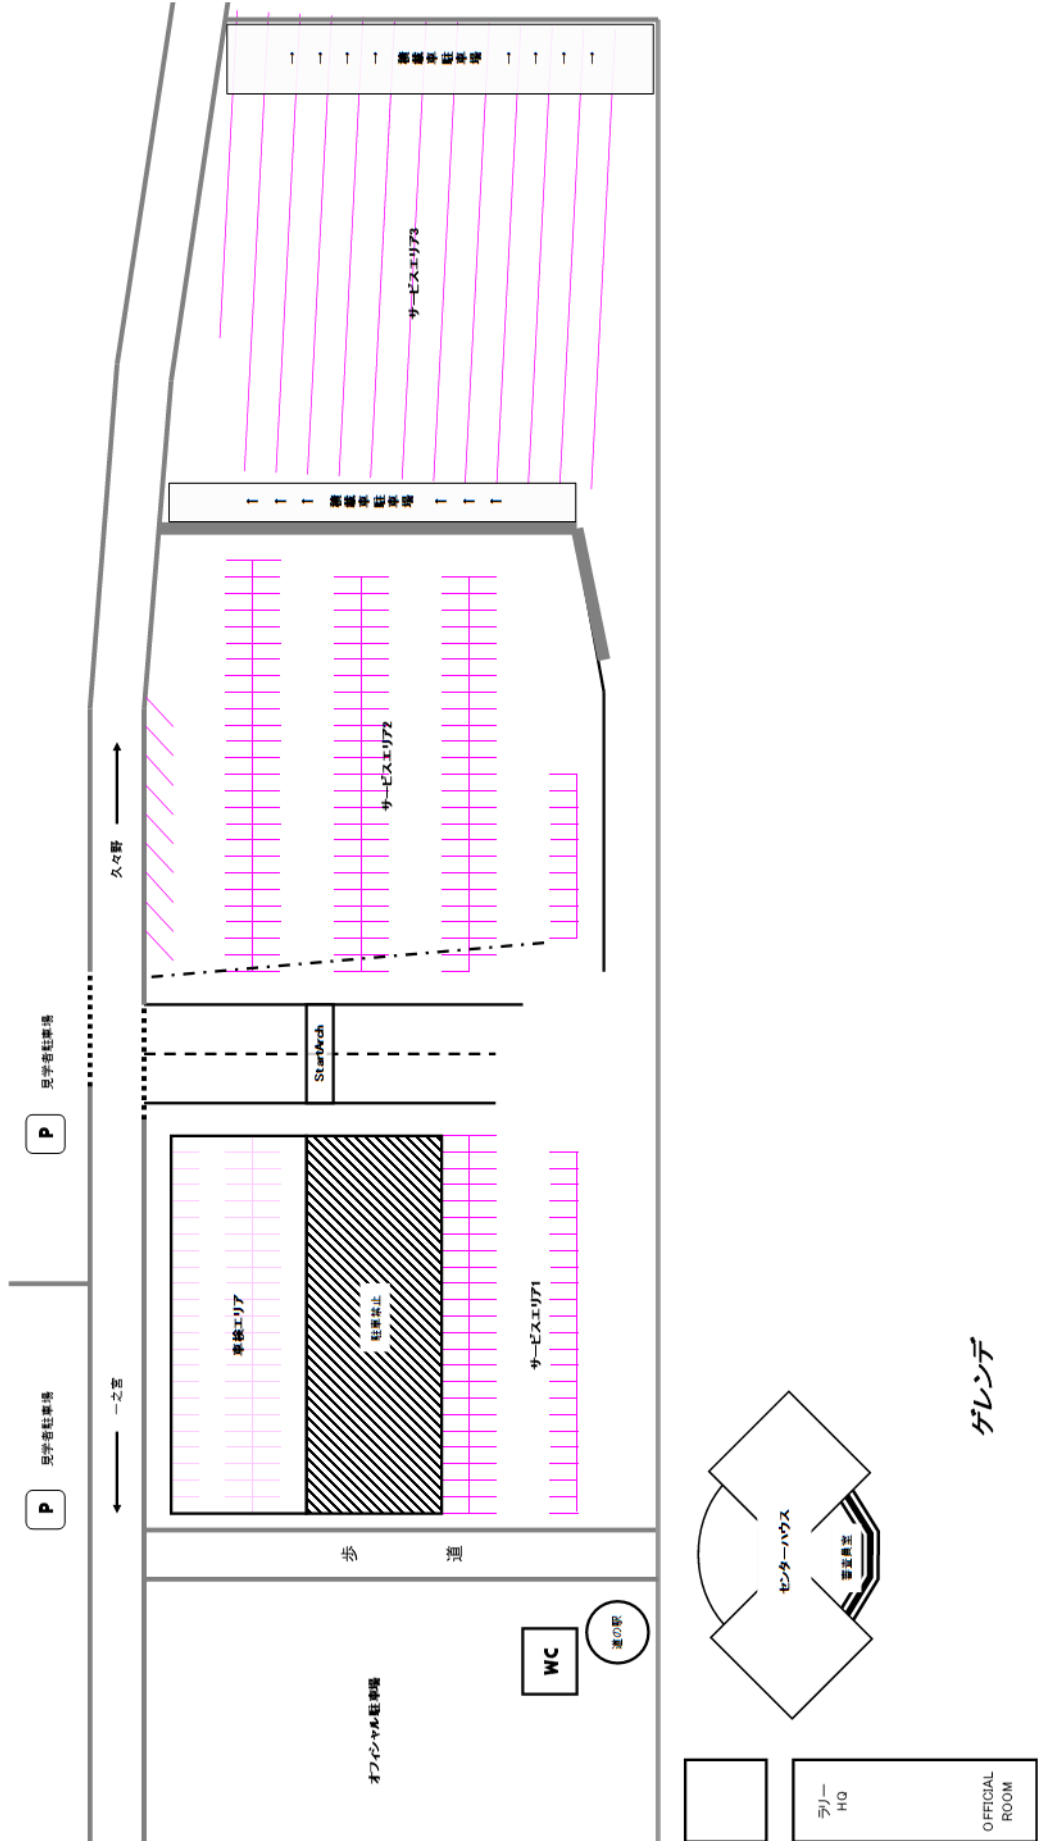 → → → → 積載車駐車場 → → → →
サービスエリア3
← ← ← 積載車駐車場 ← ← ←
サービスエリア2
久々野
見学者駐車場
P
StartArch
車検エリア
駐車禁止
サービスエリア1
見学者駐車場
P
一之宮
歩道
オフィシャル駐車場
WC
道の駅
センターハウス
審査員室
ゲレンデ
ラリー
HQ
OFFICIAL
ROOM